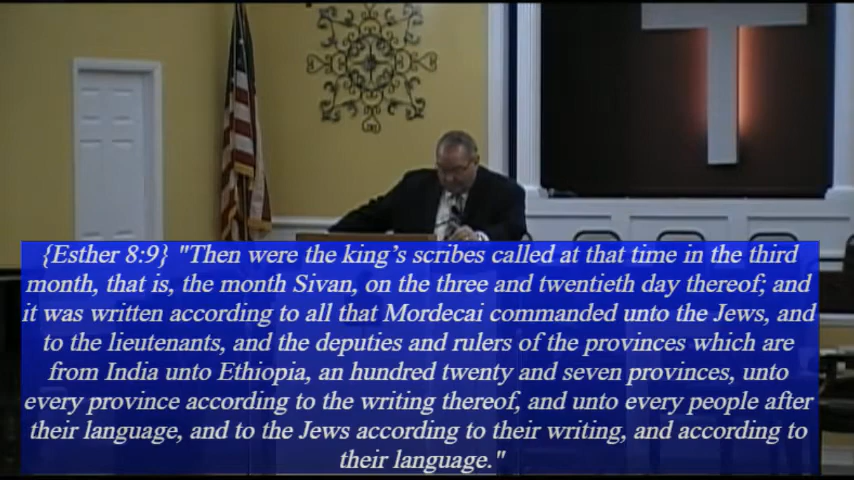 {Esther 8:9} "Then were the king's scribes called at that time in the third
month, that is, the month Sivan, on the three and twentieth day thereof; and
it was written according to all that Mordecai commanded unto the Jews, and
to the lieutenants, and the deputies and rulers of the provinces which are
from India unto Ethiopia, an hundred twenty and seven provinces, unto
every province according to the writing thereof, and unto every people after
their language, and to the Jews according to their writing, and according to
their language."